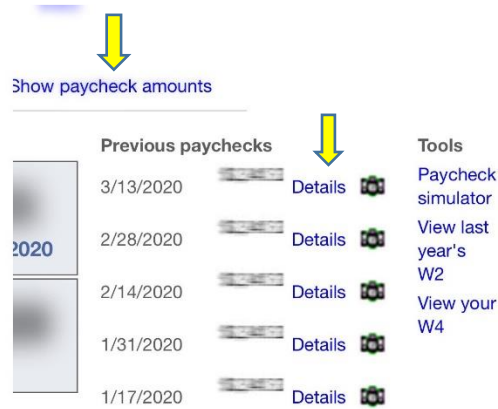 Show paycheck amounts
Previous paychecks
3/13/2020 Details
2/28/2020 Details
2/14/2020 Details
1/31/2020 Details
1/17/2020 Details
2020
Tools
Paycheck
simulator
View last
year's
W2
View your
W4